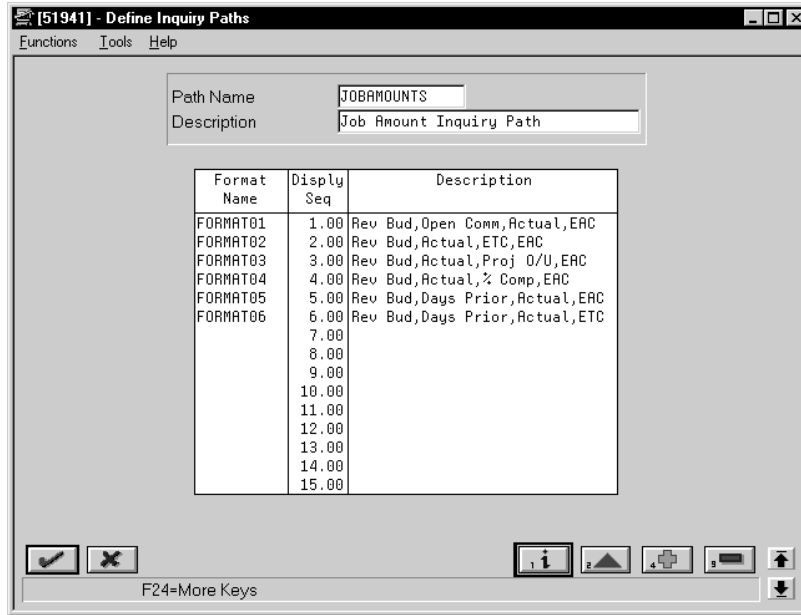 [51941] - Define Inquiry Paths
Functions Tools Help
Path Name JOBAMOUNTS
Description Job Amount Inquiry Path
Format Disply Description
Name Seq
FORMAT01 1.00 Rev Bud,Open Comm,Actual,EAC
FORMAT02 2.00 Rev Bud,Actual,ETC,EAC
FORMAT03 3.00 Rev Bud,Actual,Proj O/U,EAC
FORMAT04 4.00 Rev Bud,Actual,% Comp,EAC
FORMAT05 5.00 Rev Bud,Days Prior,Actual,EAC
FORMAT06 6.00 Rev Bud,Days Prior,Actual,ETC
7.00
8.00
9.00
10.00
11.00
12.00
13.00
14.00
15.00
1 i 2 4 9
F24=More Keys